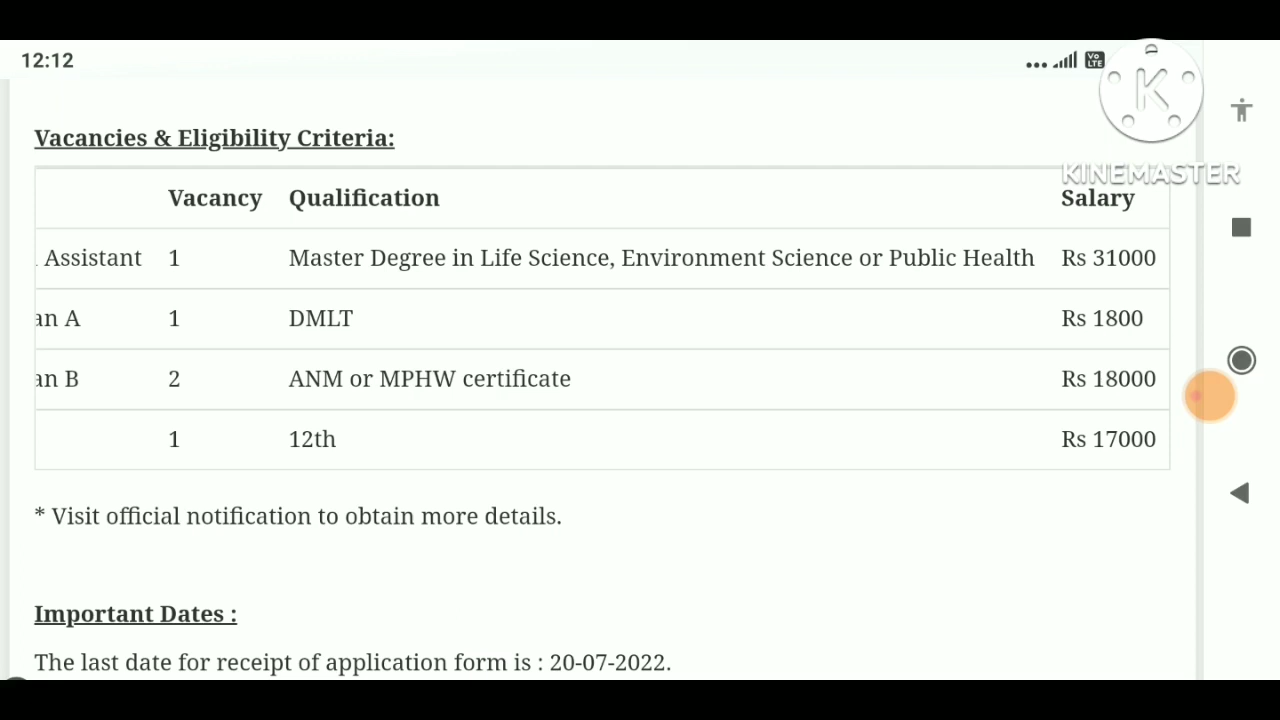 12:12
Vo LTE
K
KINEMASTER
Vacancies & Eligibility Criteria:
Vacancy Qualification Salary
Assistant 1 Master Degree in Life Science, Environment Science or Public Health Rs 31000
an A 1 DMLT Rs 1800
an B 2 ANM or MPHW certificate Rs 18000
1 12th Rs 17000
* Visit official notification to obtain more details.
Important Dates :
The last date for receipt of application form is : 20-07-2022.